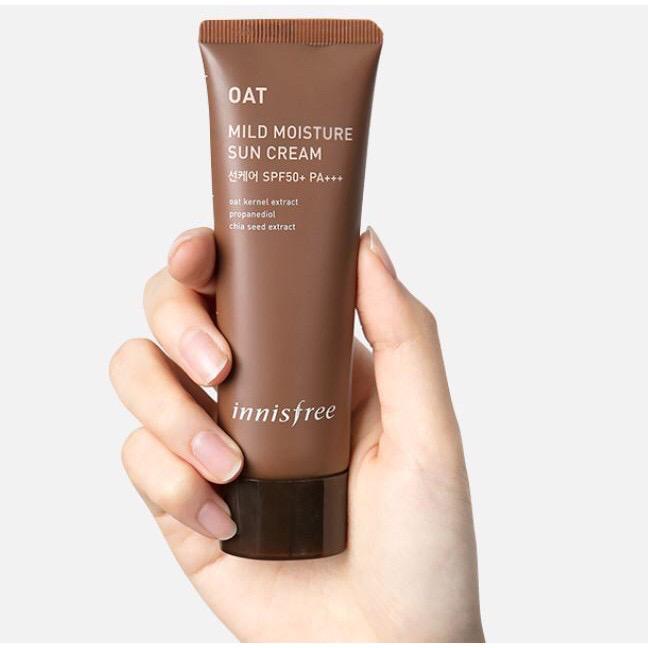 OAT
MILD MOISTURE
SUN CREAM
선케어 SPF50+ PA+++
oat kernel extract
propanediol
chia seed extract
innisfree